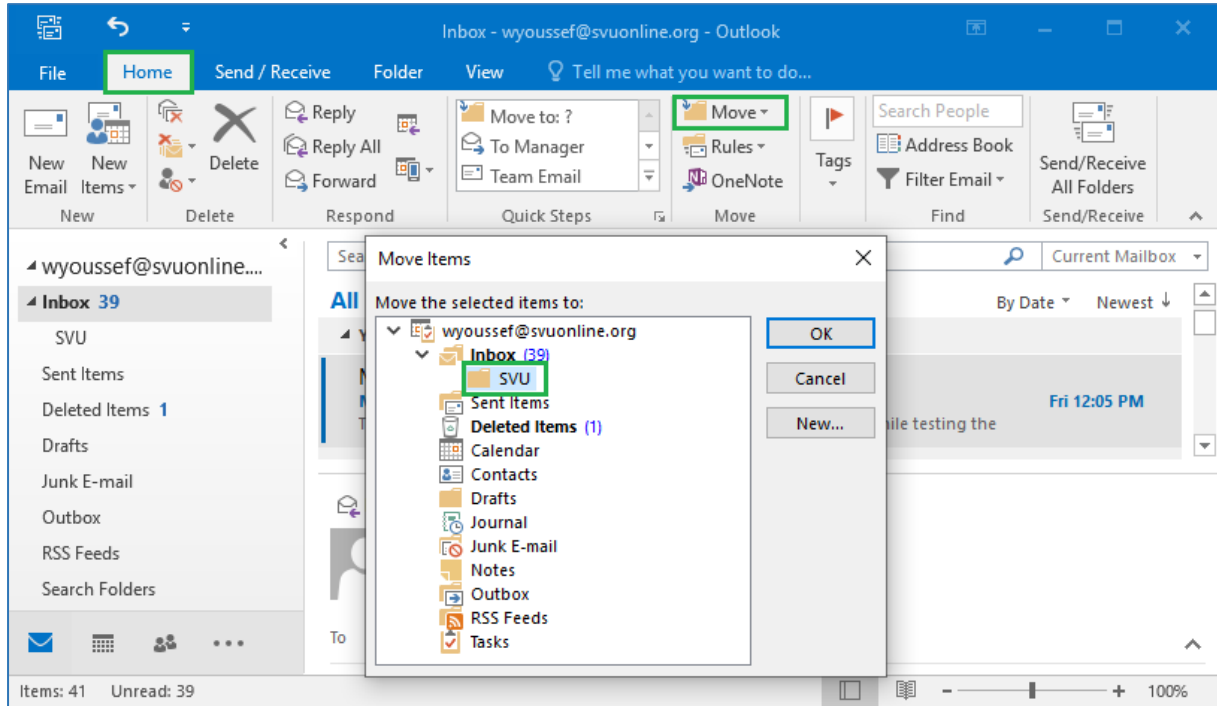 Inbox - wyoussef@svuonline.org - Outlook
File Home Send / Receive Folder View Tell me what you want to do...
New Email
New Items
Delete
Reply
Reply All
Forward
Move to: ?
To Manager
Team Email
Move
Rules
OneNote
Tags
Search People
Address Book
Filter Email
Send/Receive All Folders
New Delete Respond Quick Steps Move Find Send/Receive
wyoussef@svuonline....
Inbox 39
SVU
Sent Items
Deleted Items 1
Drafts
Junk E-mail
Outbox
RSS Feeds
Search Folders
Sea
Current Mailbox
All
By Date Newest ↓
Fri 12:05 PM
ile testing the
To
Move Items
Move the selected items to:
wyoussef@svuonline.org
Inbox (39)
SVU
Sent Items
Deleted Items (1)
Calendar
Contacts
Drafts
Journal
Junk E-mail
Notes
Outbox
RSS Feeds
Tasks
OK
Cancel
New...
Items: 41 Unread: 39
100%